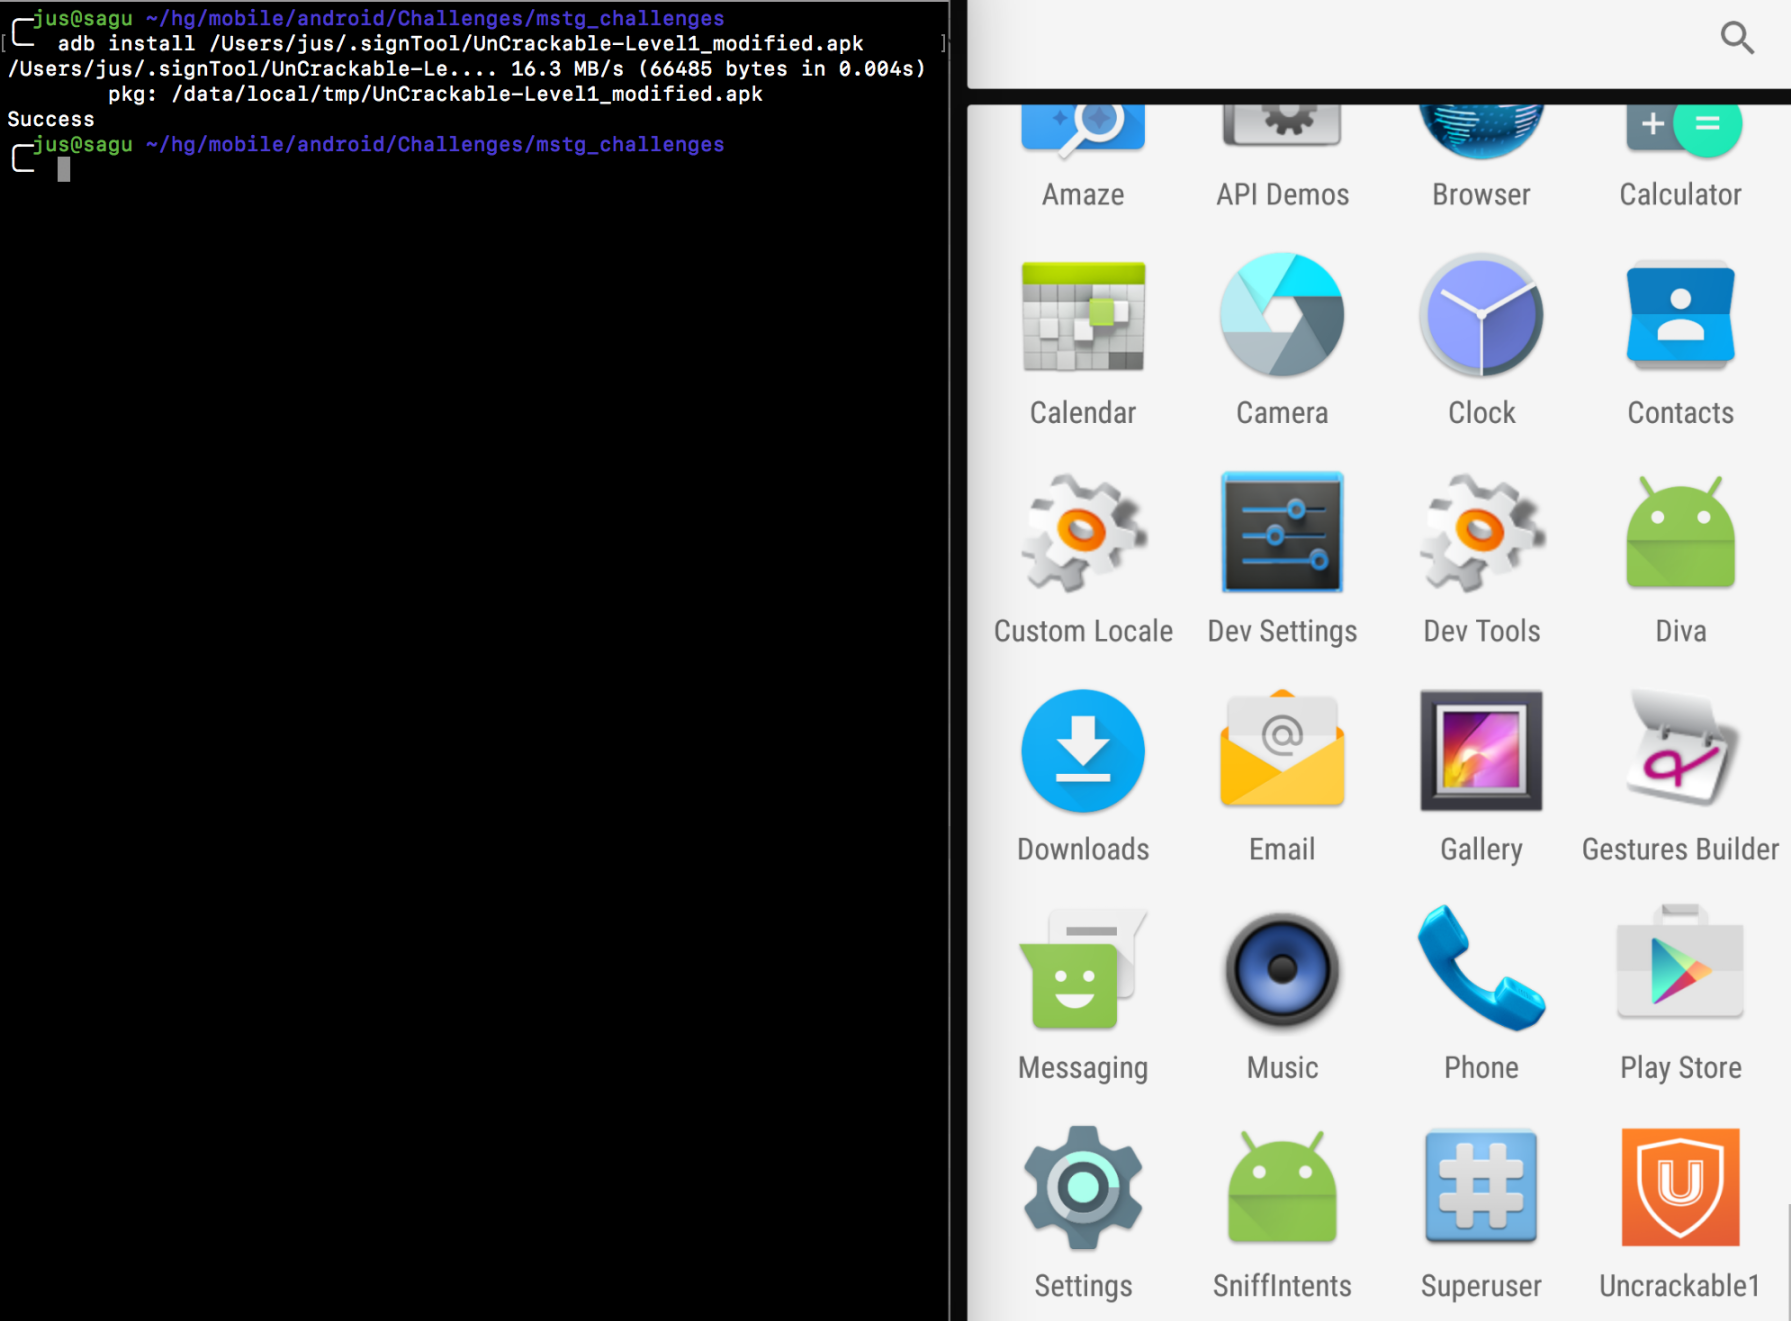 jus@sagu ~/hg/mobile/android/Challenges/mstg_challenges
[ adb install /Users/jus/.signTool/UnCrackable-Level1_modified.apk ]
/Users/jus/.signTool/UnCrackable-Le.... 16.3 MB/s (66485 bytes in 0.004s)
pkg: /data/local/tmp/UnCrackable-Level1_modified.apk
Success
jus@sagu ~/hg/mobile/android/Challenges/mstg_challenges
Amaze API Demos Browser Calculator
Calendar Camera Clock Contacts
Custom Locale Dev Settings Dev Tools Diva
@
Downloads Email Gallery Gestures Builder
Messaging Music Phone Play Store
# U
Settings SniffIntents Superuser Uncrackable1